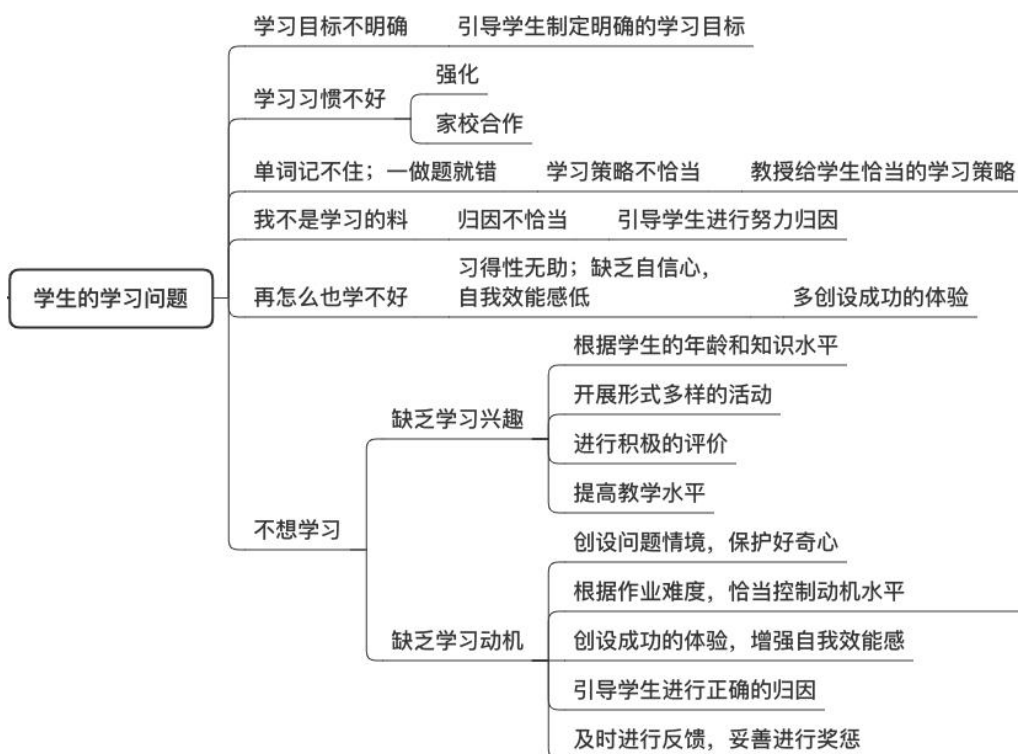 学习目标不明确 引导学生制定明确的学习目标
学习习惯不好
强化
家校合作
单词记不住；一做题就错 学习策略不恰当 教授给学生恰当的学习策略
我不是学习的料 归因不恰当 引导学生进行努力归因
学生的学习问题
再怎么也学不好
习得性无助；缺乏自信心，
自我效能感低
多创设成功的体验
不想学习
缺乏学习兴趣
根据学生的年龄和知识水平
开展形式多样的活动
进行积极的评价
提高教学水平
缺乏学习动机
创设问题情境，保护好奇心
根据作业难度，恰当控制动机水平
创设成功的体验，增强自我效能感
引导学生进行正确的归因
及时进行反馈，妥善进行奖惩